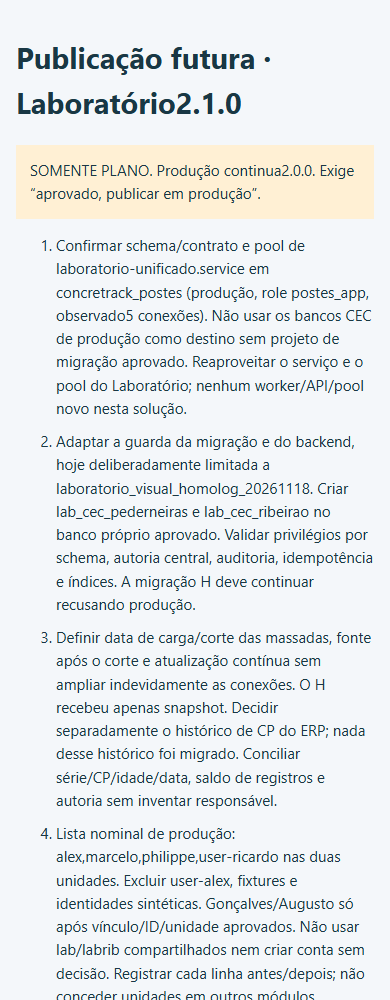 Publicação futura ·
Laboratório2.1.0
SOMENTE PLANO. Produção continua2.0.0. Exige
“aprovado, publicar em produção”.
1. Confirmar schema/contrato e pool de
laboratorio-unificado.service em
concretrack_postes (produção, role postes_app,
observado5 conexões). Não usar os bancos CEC
de produção como destino sem projeto de
migração aprovado. Reaproveitar o serviço e o
pool do Laboratório; nenhum worker/API/pool
novo nesta solução.
2. Adaptar a guarda da migração e do backend,
hoje deliberadamente limitada a
laboratorio_visual_homolog_20261118. Criar
lab_cec_pederneiras e lab_cec_ribeirao no
banco próprio aprovado. Validar privilégios por
schema, autoria central, auditoria, idempotência
e índices. A migração H deve continuar
recusando produção.
3. Definir data de carga/corte das massadas, fonte
após o corte e atualização contínua sem
ampliar indevidamente as conexões. O H
recebeu apenas snapshot. Decidir
separadamente o histórico de CP do ERP; nada
desse histórico foi migrado. Conciliar
série/CP/idade/data, saldo de registros e
autoria sem inventar responsável.
4. Lista nominal de produção:
alex,marcelo,philippe,user-ricardo nas duas
unidades. Excluir user-alex, fixtures e
identidades sintéticas. Gonçalves/Augusto só
após vínculo/ID/unidade aprovados. Não usar
lab/labrib compartilhados nem criar conta sem
decisão. Registrar cada linha antes/depois; não
conceder unidades em outros módulos